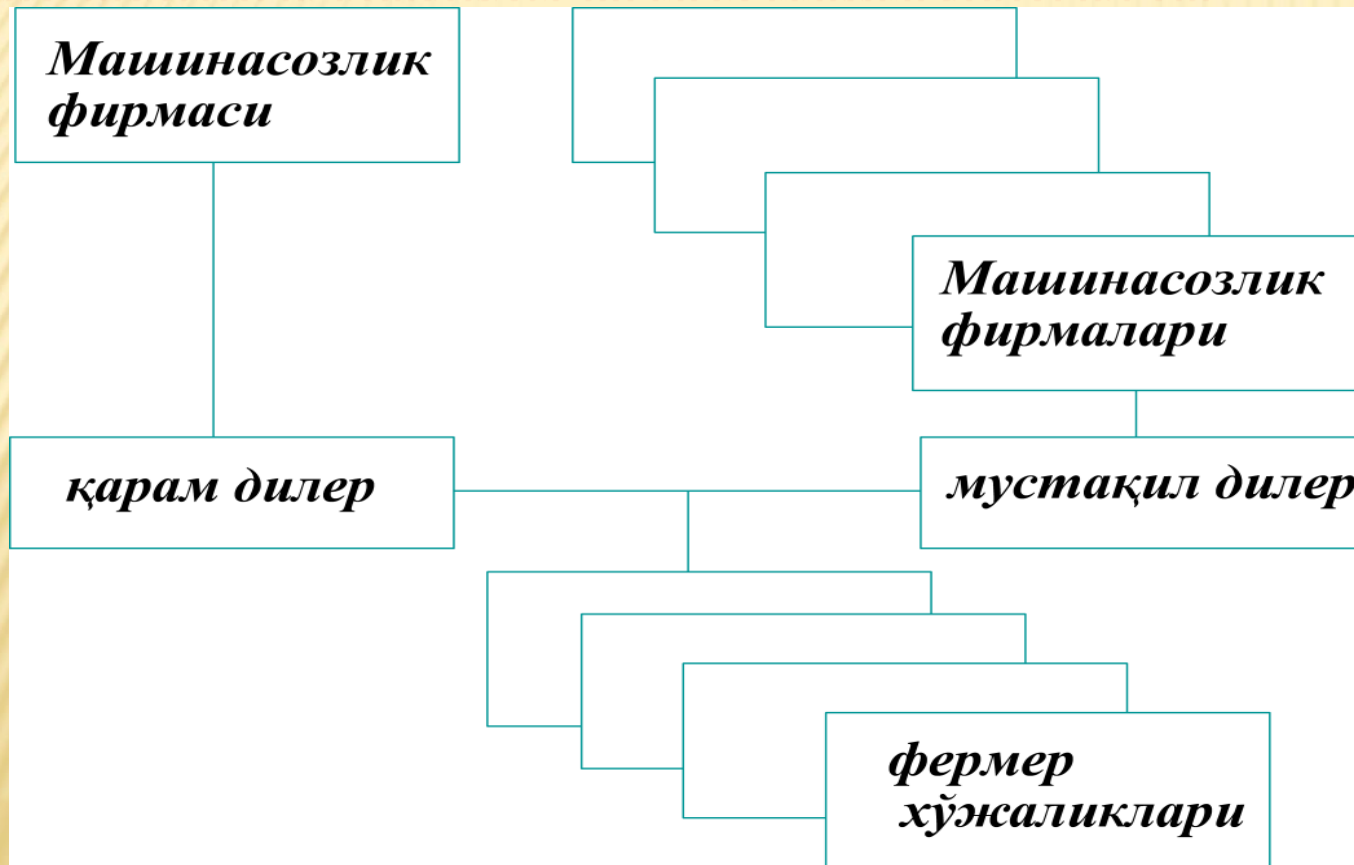 Машинасозлик
фирмаси
Машинасозлик
фирмалари
қарам дилер
мустақил дилер
фермер
хўжаликлари